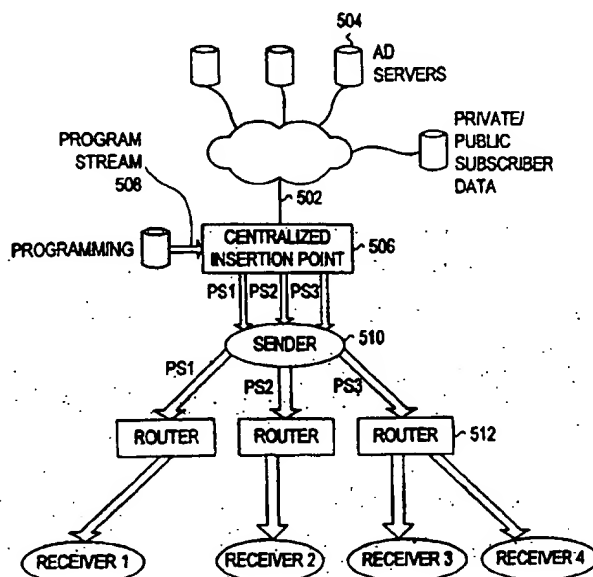 504
AD
SERVERS
PRIVATE/
PUBLIC
SUBSCRIBER
DATA
PROGRAM
STREAM
508
502
PROGRAMMING
CENTRALIZED
INSERTION POINT
506
PS1 PS2 PS3
SENDER
510
PS1
PS2
PS3
ROUTER
ROUTER
ROUTER
512
RECEIVER 1
RECEIVER 2
RECEIVER 3
RECEIVER 4